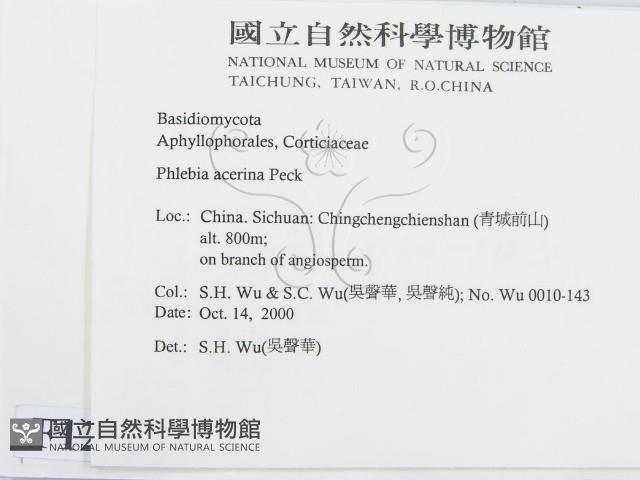 國立自然科學博物館
NATIONAL MUSEUM OF NATURAL SCIENCE
TAICHUNG, TAIWAN, R.O.CHINA
Basidiomycota
Aphyllophorales, Corticiaceae
Phlebia acerina Peck
Loc.: China. Sichuan: Chingchengchienshan (青城前山)
alt. 800m;
on branch of angiosperm.
Col.: S.H. Wu & S.C. Wu(吳聲華, 吳聲純); No. Wu 0010-143
Date: Oct. 14, 2000
Det.: S.H. Wu(吳聲華)
國立自然科學博物館
NATIONAL MUSEUM OF NATURAL SCIENCE